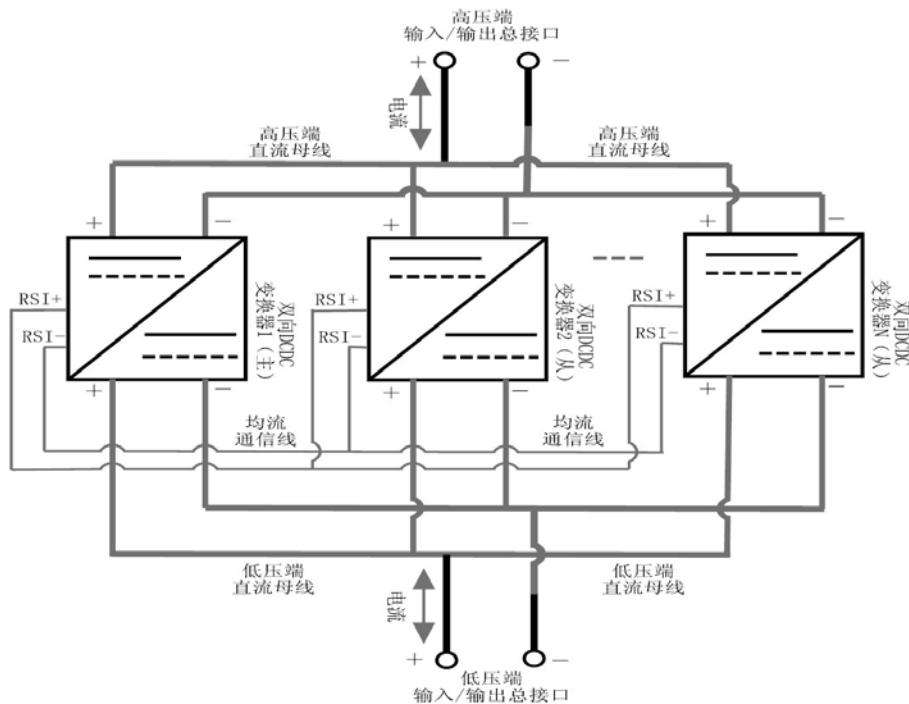 高压端
输入/输出总接口
+
—
电流
高压端
直流母线
高压端
直流母线
+
—
+
—
+
—
RSI+
RSI-
双向DCDC
变换器1（主）
RSI+
RSI-
双向DCDC
变换器2（从）
RSI+
RSI-
双向DCDC
变换器N（从）
+
—
+
—
+
—
均流
通信线
均流
通信线
低压端
直流母线
低压端
直流母线
电流
+
—
低压端
输入/输出总接口